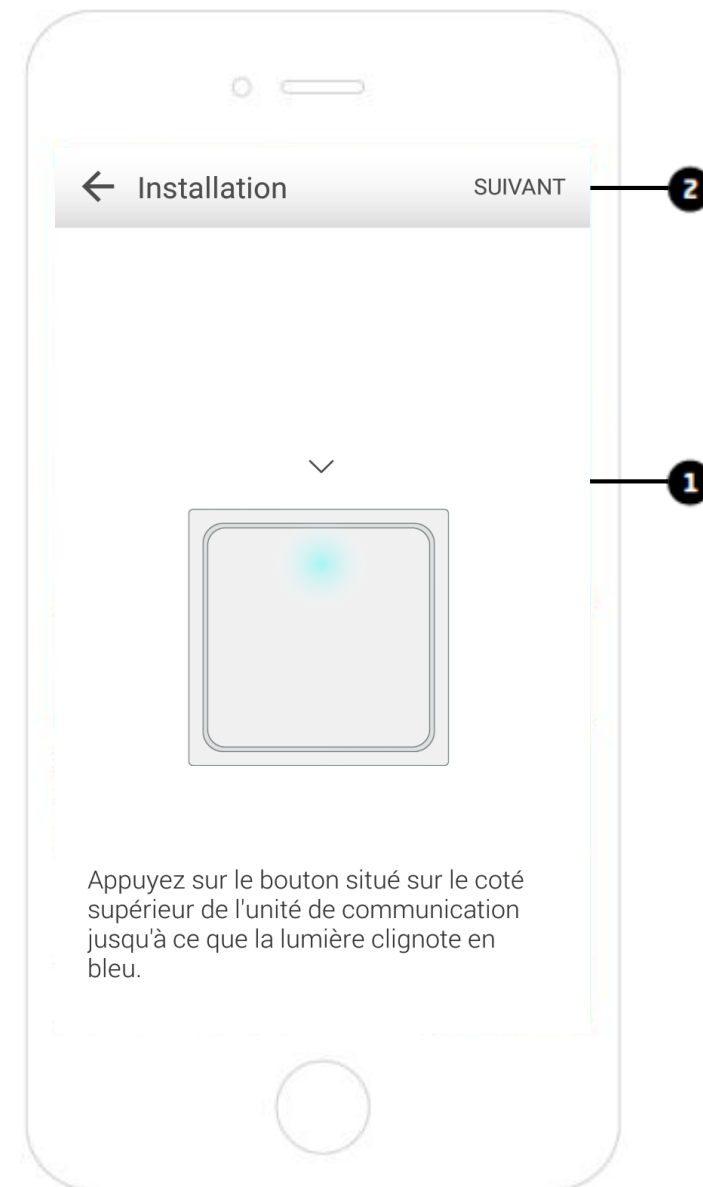 Installation SUIVANT
2
1
Appuyez sur le bouton situé sur le coté
supérieur de l'unité de communication
jusqu'à ce que la lumière clignote en
bleu.